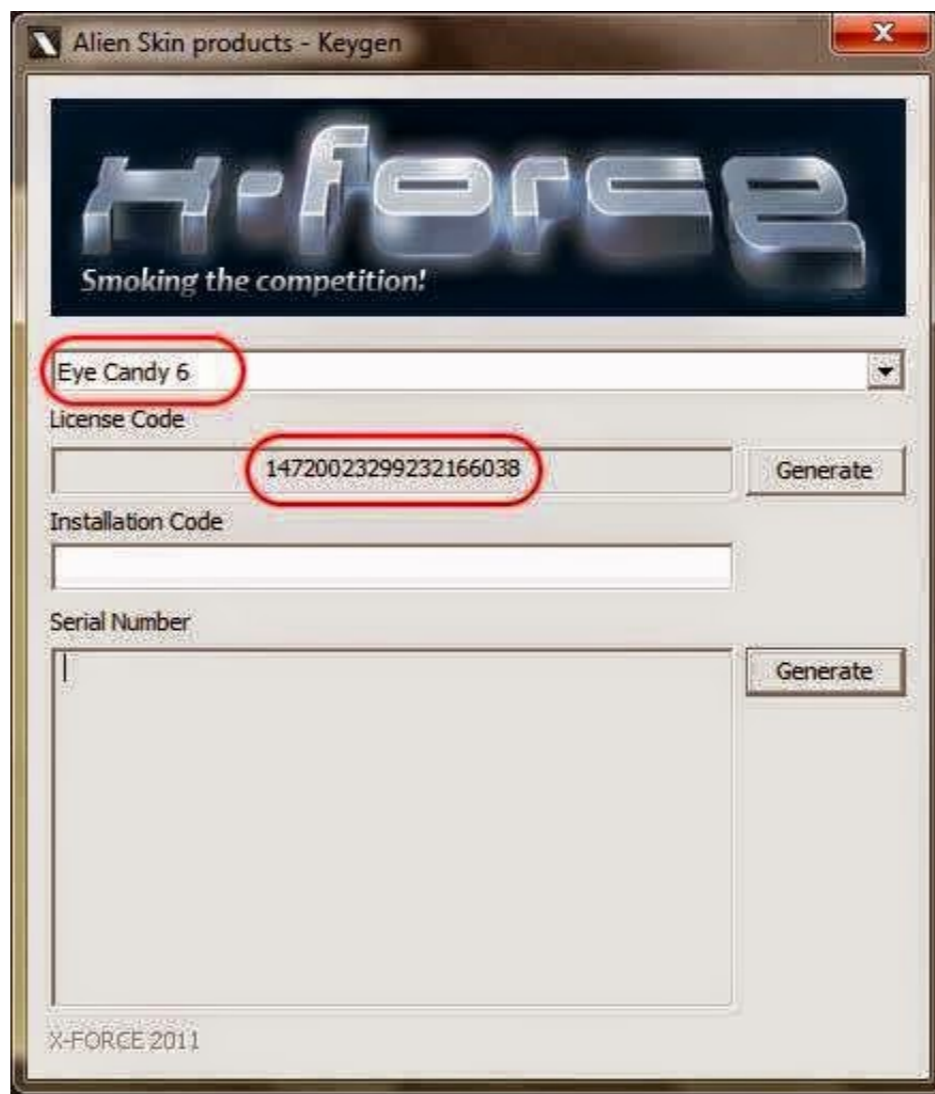 Alien Skin products - Keygen
x-force
Smoking the competition!
Eye Candy 6
License Code
14720023299232166038
Generate
Installation Code
Serial Number
Generate
X-FORCE 2011